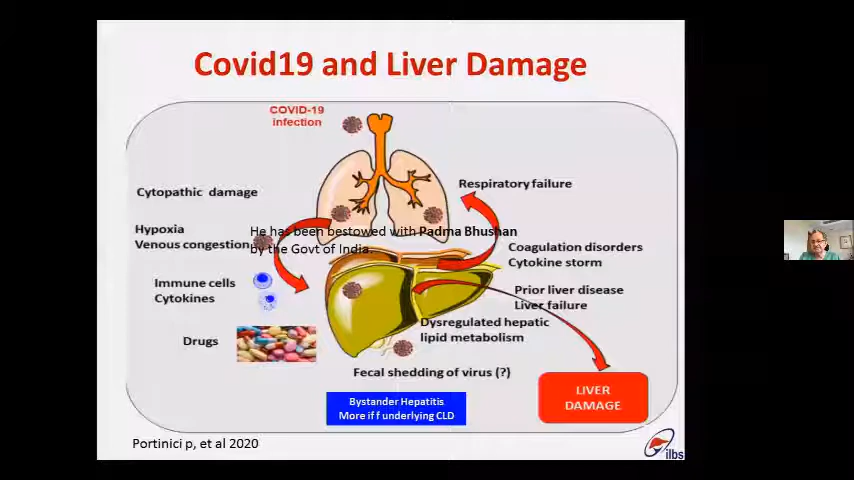 Covid19 and Liver Damage
COVID-19
infection
Cytopathic damage
Respiratory failure
Hypoxia
Venous congestion
He has been bestowed with Padma Bhushan
by the Govt of India.
Coagulation disorders
Cytokine storm
Immune cells
Cytokines
Prior liver disease
Liver failure
Dysregulated hepatic
lipid metabolism
Drugs
Fecal shedding of virus (?)
LIVER
DAMAGE
Bystander Hepatitis
More if f underlying CLD
Portinici p, et al 2020
ilbs